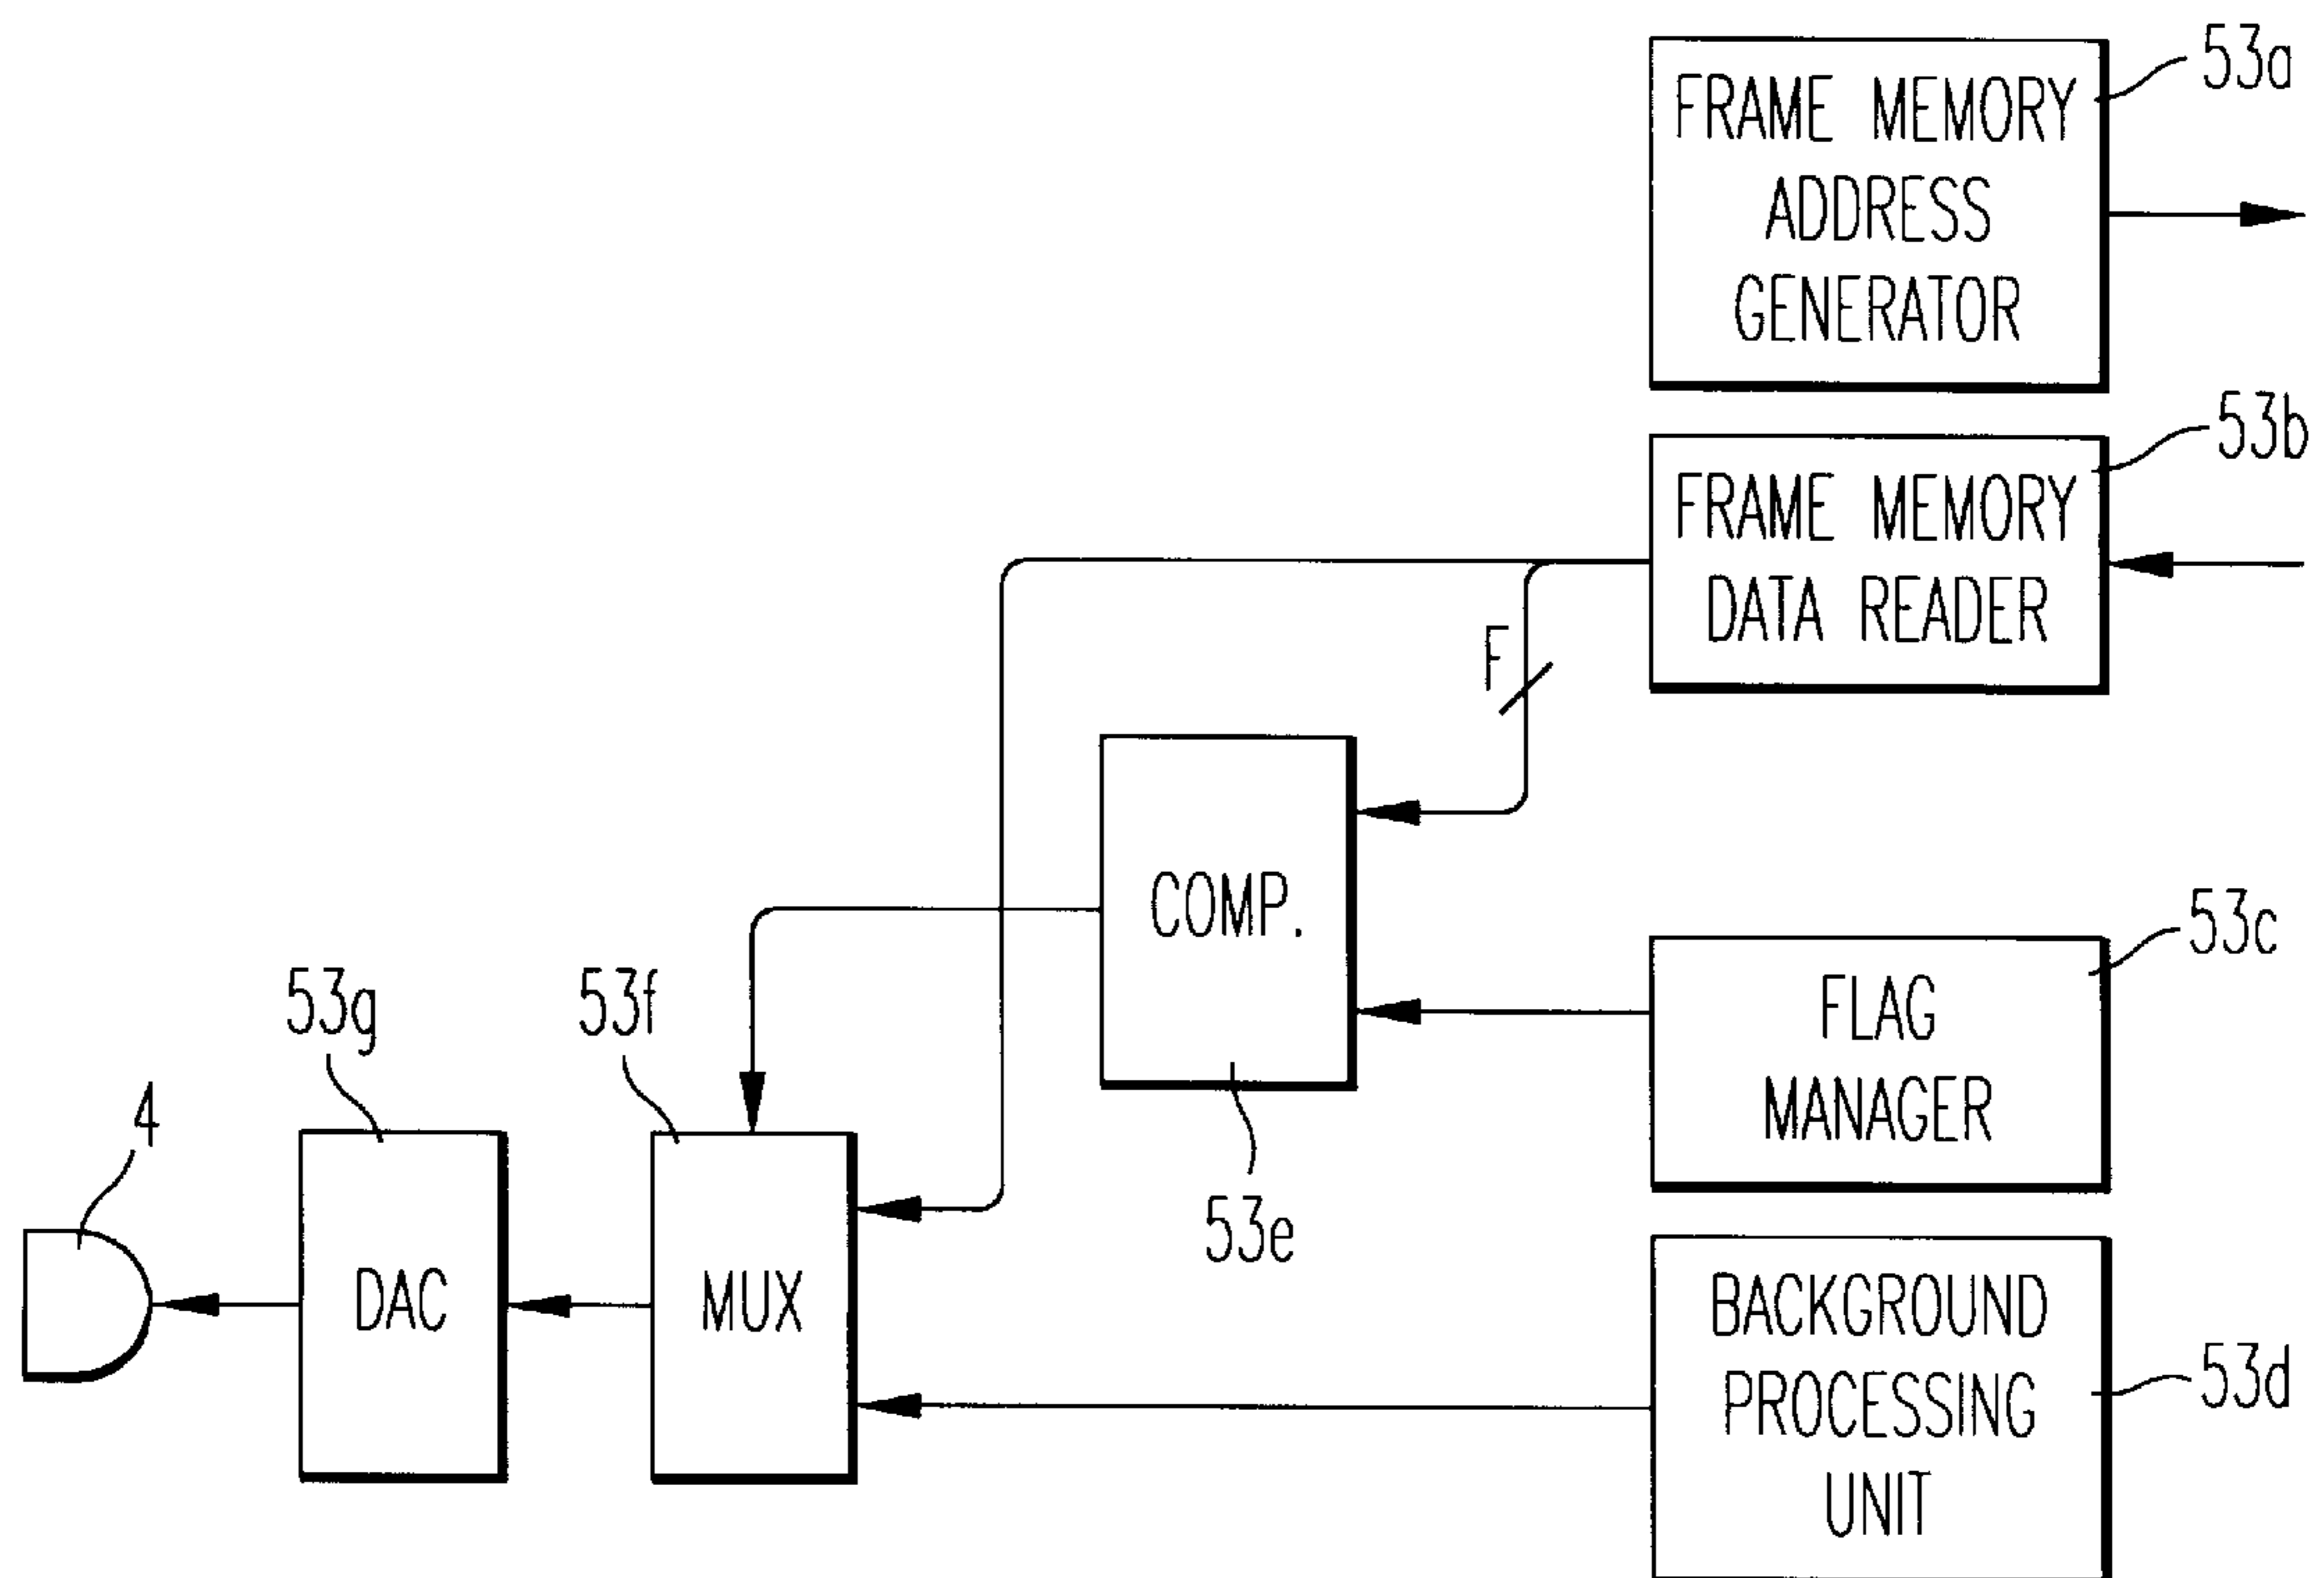 53a
FRAME MEMORY
ADDRESS
GENERATOR
53b
FRAME MEMORY
DATA READER
F
COMP.
53c
FLAG
MANAGER
53g
53f
4
53e
DAC
MUX
BACKGROUND
PROCESSING
UNIT
53d